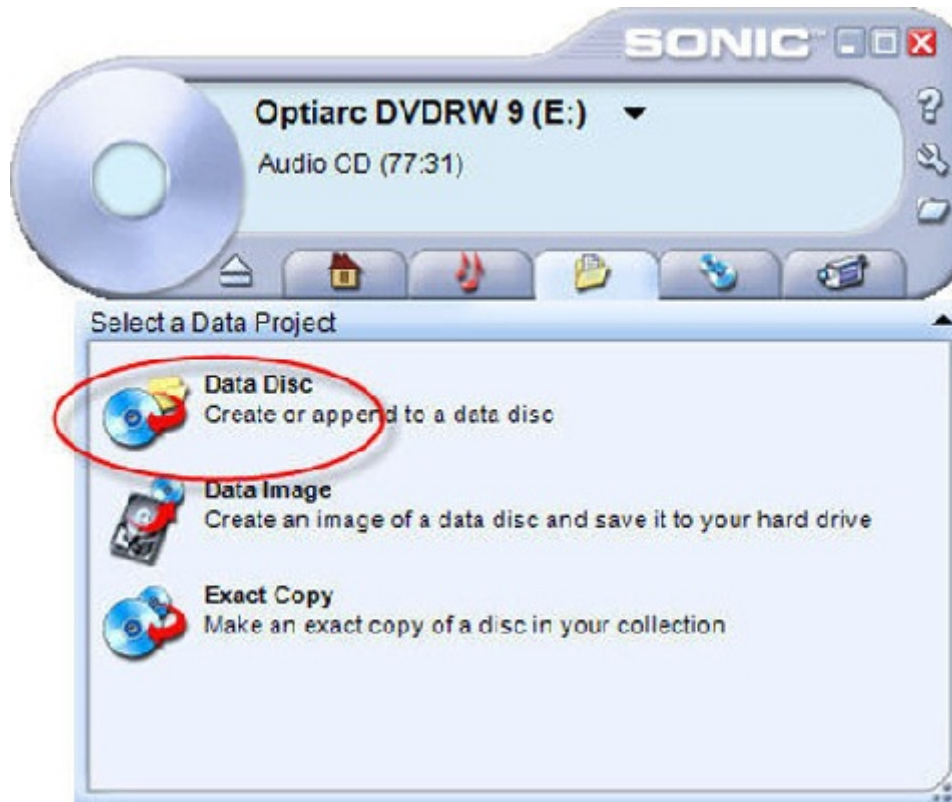 SONIC™
Optiarc DVDRW 9 (E:)
Audio CD (77:31)
Select a Data Project
Data Disc
Create or append to a data disc
Data Image
Create an image of a data disc and save it to your hard drive
Exact Copy
Make an exact copy of a disc in your collection